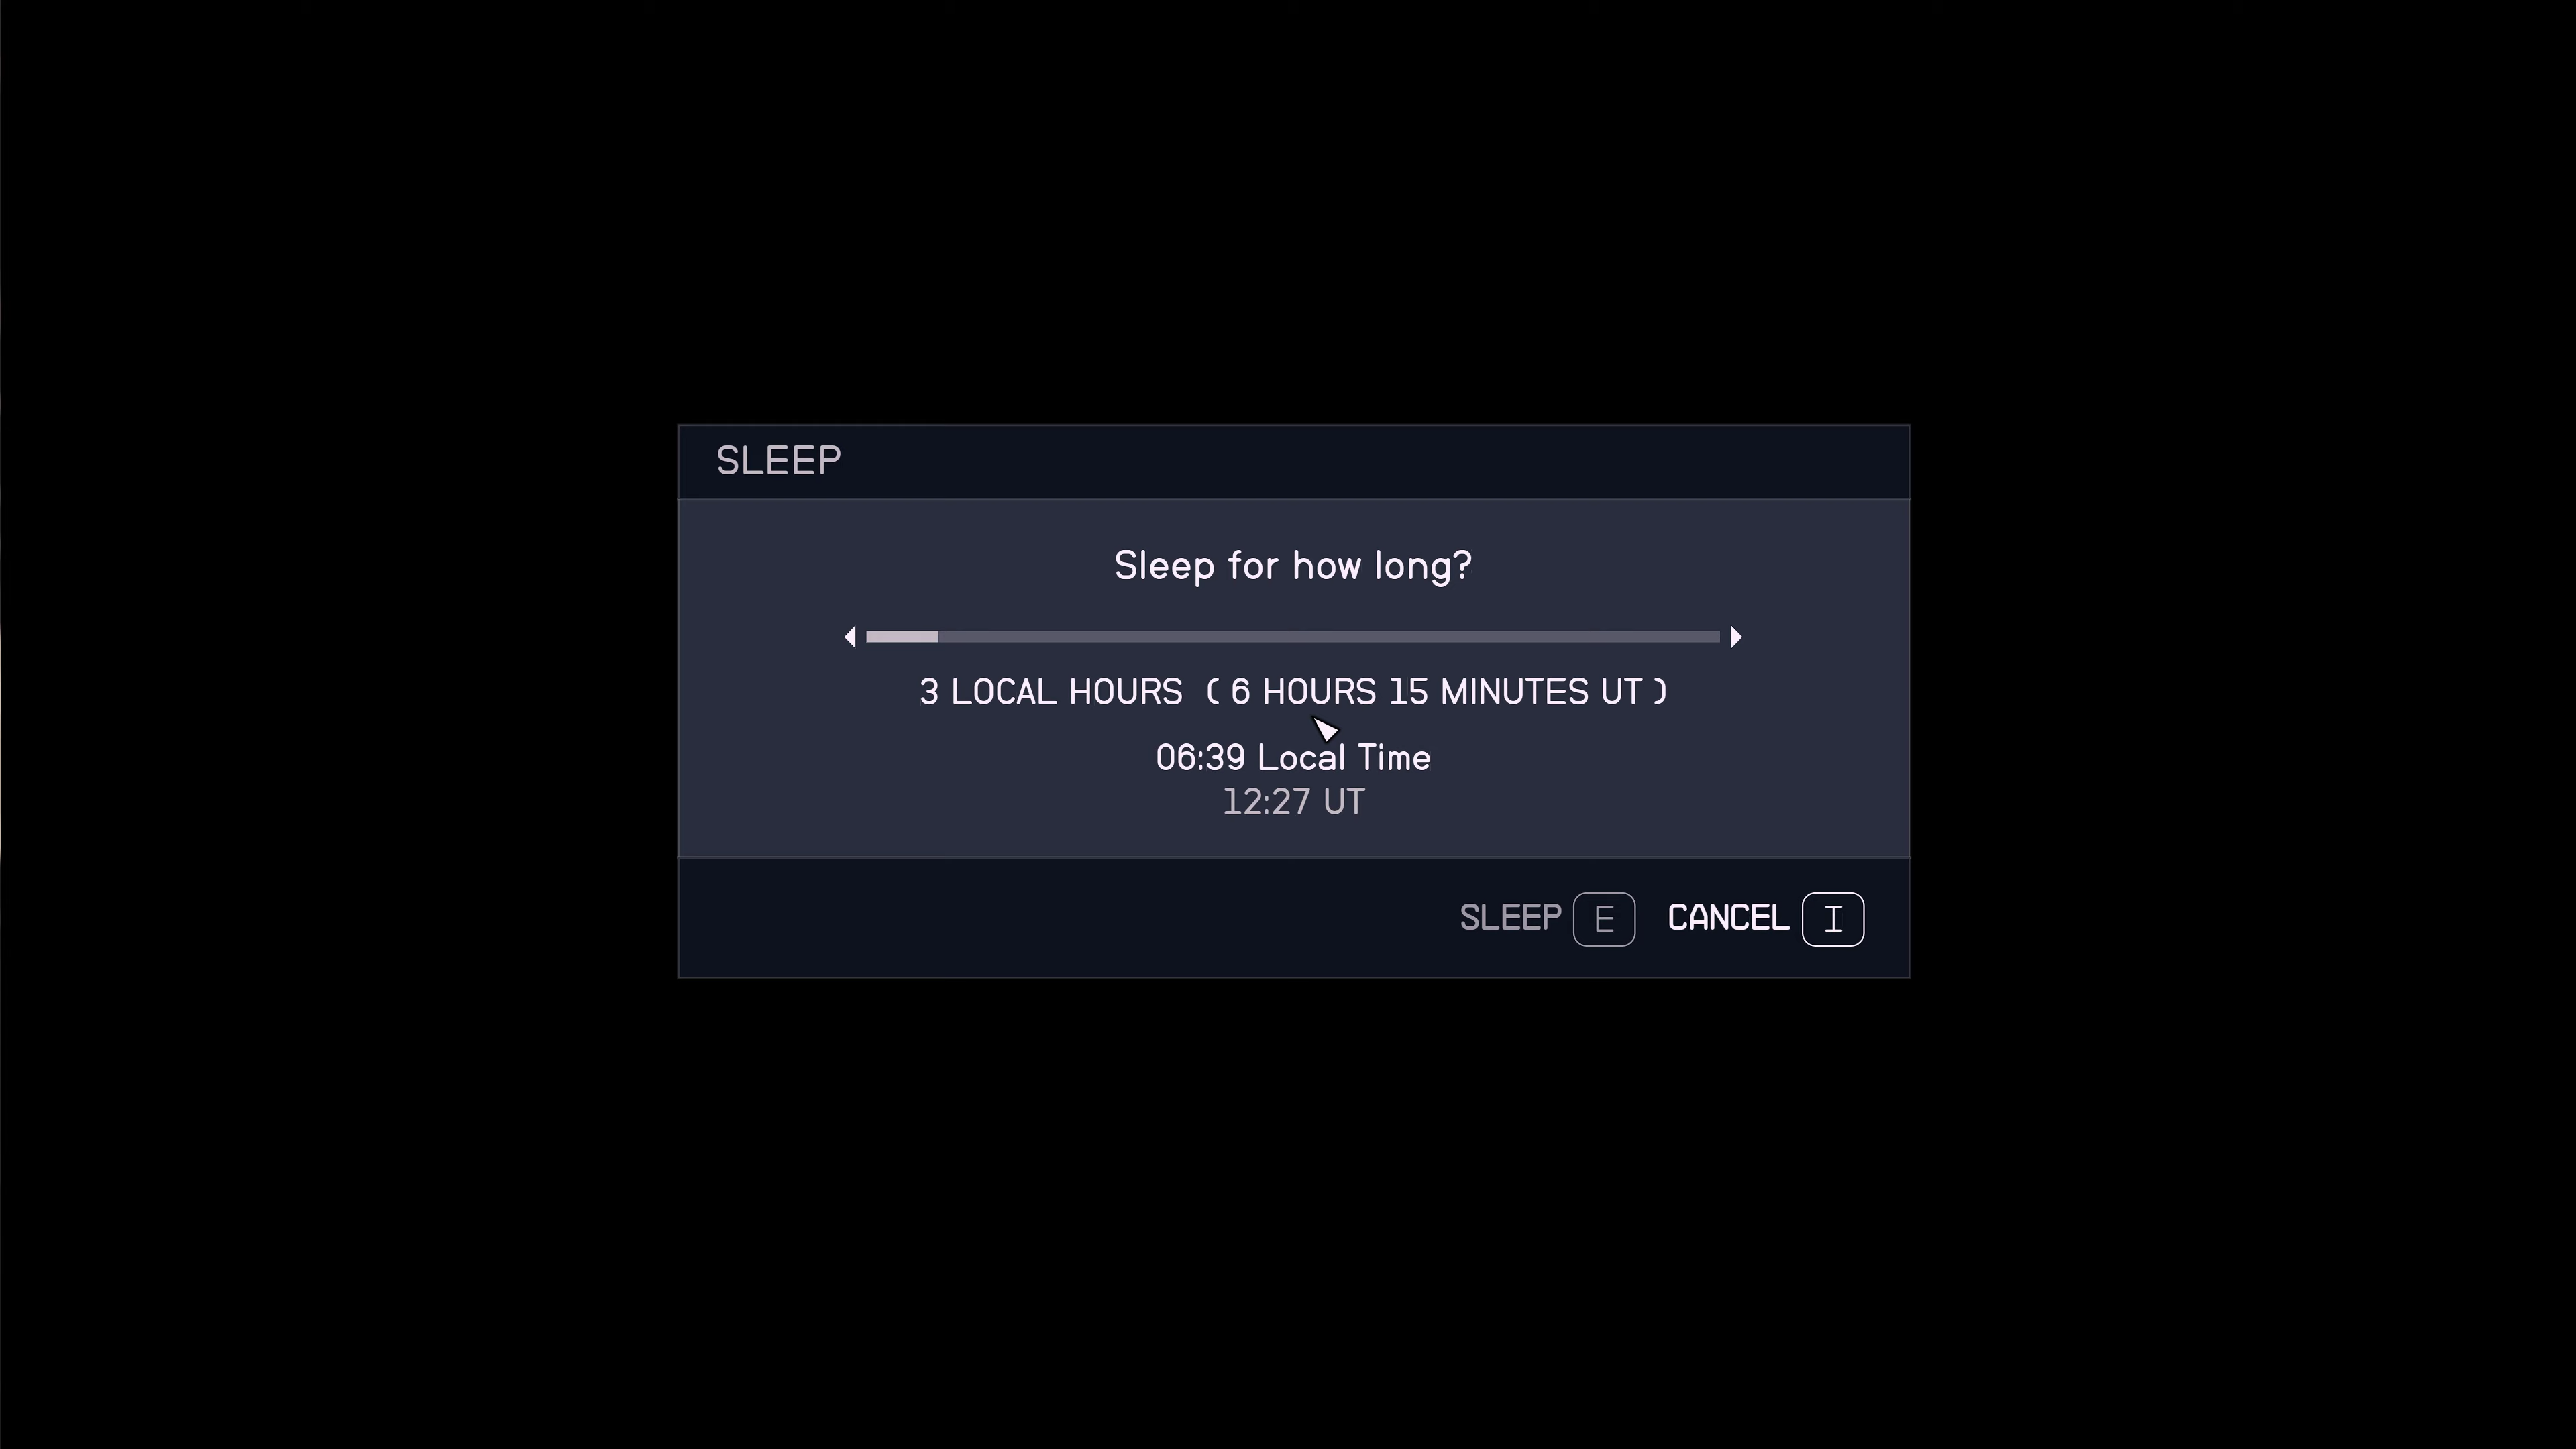 SLEEP
Sleep for how long?
3 LOCAL HOURS ( 6 HOURS 15 MINUTES UT )
06:39 Local Time
12:27 UT
SLEEP E CANCEL I